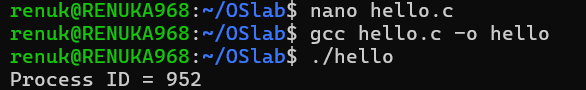 renuk@RENUKA968:~/OSlab$ nano hello.c
renuk@RENUKA968:~/OSlab$ gcc hello.c -o hello
renuk@RENUKA968:~/OSlab$ ./hello
Process ID = 952